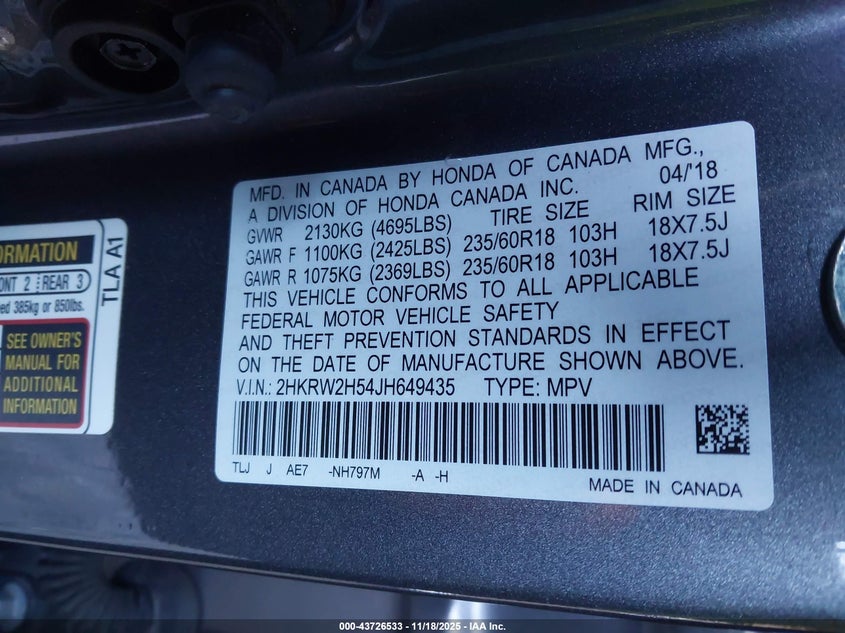 ORMATION
ONT 2 REAR 3
ed 385kg or 850lbs.
SEE OWNER'S
MANUAL FOR
ADDITIONAL
INFORMATION
TLA A1
MFD. IN CANADA BY HONDA OF CANADA MFG., 04/'18
A DIVISION OF HONDA CANADA INC.
TIRE SIZE RIM SIZE
GVWR 2130KG (4695LBS)
GAWR F 1100KG (2425LBS) 235/60R18 103H 18X7.5J
GAWR R 1075KG (2369LBS) 235/60R18 103H 18X7.5J
THIS VEHICLE CONFORMS TO ALL APPLICABLE
FEDERAL MOTOR VEHICLE SAFETY
AND THEFT PREVENTION STANDARDS IN EFFECT
ON THE DATE OF MANUFACTURE SHOWN ABOVE.
V.I.N.: 2HKRW2H54JH649435 TYPE: MPV
TLJ J AE7 -NH797M -A -H
MADE IN CANADA
000-43726533 - 11/18/2025 - IAA Inc.